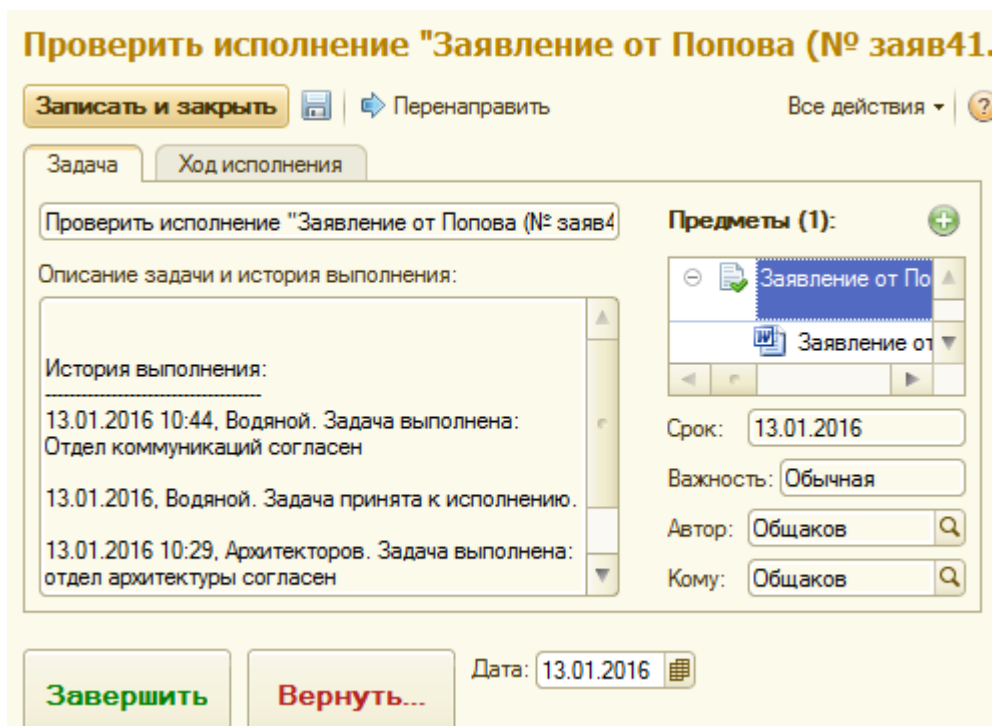 Проверить исполнение "Заявление от Попова (№ заяв41.
Записать и закрыть
Перенаправить
Все действия
?
Задача
Ход исполнения
Проверить исполнение "Заявление от Попова (№ заяв4
Предметы (1):
Описание задачи и история выполнения:
Заявление от По
Заявление от
История выполнения:
------------------------------------
13.01.2016 10:44, Водяной. Задача выполнена:
Отдел коммуникаций согласен
13.01.2016, Водяной. Задача принята к исполнению.
13.01.2016 10:29, Архитекторов. Задача выполнена:
отдел архитектуры согласен
Срок: 13.01.2016
Важность: Обычная
Автор: Общаков
Кому: Общаков
Завершить
Вернуть...
Дата: 13.01.2016